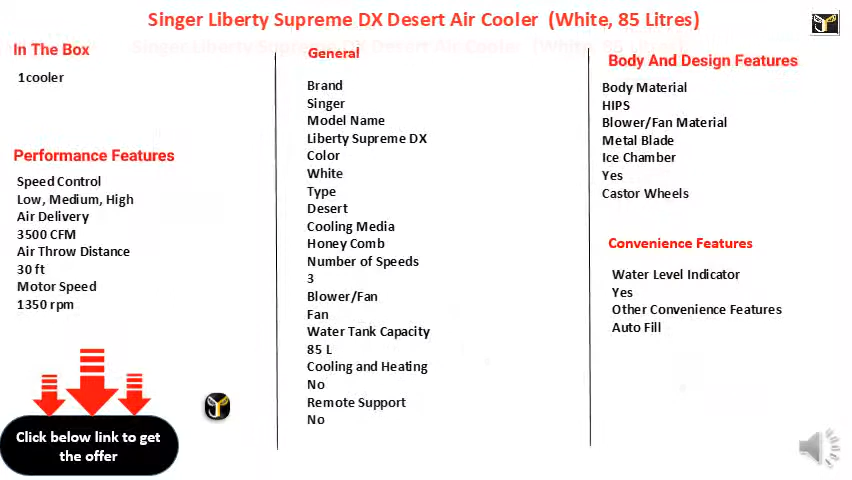 Singer Liberty Supreme DX Desert Air Cooler (White, 85 Litres)
In The Box
1cooler
Performance Features
Speed Control
Low, Medium, High
Air Delivery
3500 CFM
Air Throw Distance
30 ft
Motor Speed
1350 rpm
Click below link to get
the offer
General
Brand
Singer
Model Name
Liberty Supreme DX
Color
White
Type
Desert
Cooling Media
Honey Comb
Number of Speeds
3
Blower/Fan
Fan
Water Tank Capacity
85 L
Cooling and Heating
No
Remote Support
No
Body And Design Features
Body Material
HIPS
Blower/Fan Material
Metal Blade
Ice Chamber
Yes
Castor Wheels
Convenience Features
Water Level Indicator
Yes
Other Convenience Features
Auto Fill